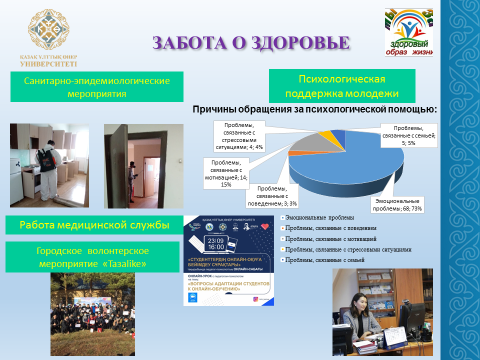 ҚАЗАҚ ҰЛТТЫҚ ӨНЕР
УНИВЕРСИТЕТІ
ЗАБОТА О ЗДОРОВЬЕ
здоровый
образ жизнь
Санитарно-эпидемиологические
мероприятия
Психологическая
поддержка молодежи
Причины обращения за психологической помощью:
Проблемы,
связанные с
стрессовыми
ситуациями; 4; 4%
Проблемы,
связанные с семьей;
5; 5%
Проблемы,
связанные с
мотивацией; 14;
15%
Проблемы,
связанные с
поведением; 3; 3%
Эмоциональные
проблемы; 68; 73%
Работа медицинской службы
Городское волонтерское
мероприятие «Tazalike»
23/09
16:00
«СТУДЕНТТЕРДІҢ ОНЛАЙН-ОҚУҒА
БЕЙІМДЕЛУ СҰРАҚТАРЫ»
«ВОПРОСЫ АДАПТАЦИИ СТУДЕНТОВ
К ОНЛАЙН-ОБУЧЕНИЮ»
Эмоциональные проблемы
Проблемы, связанные с поведением
Проблемы, связанные с мотивацией
Проблемы, связанные с стрессовыми ситуациями
Проблемы, связанные с семьей